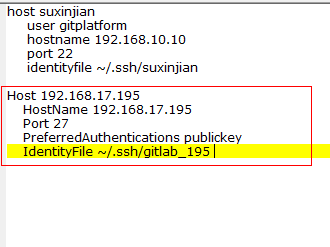 host suxinjian
user gitplatform
hostname 192.168.10.10
port 22
identityfile ~/.ssh/suxinjian
Host 192.168.17.195
HostName 192.168.17.195
Port 27
PreferredAuthentications publickey
IdentityFile ~/.ssh/gitlab_195